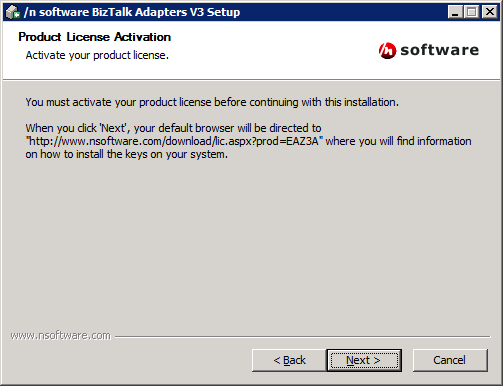 /n software BizTalk Adapters V3 Setup
Product License Activation
Activate your product license.
/n software
You must activate your product license before continuing with this installation.
When you click 'Next', your default browser will be directed to
"http://www.nsoftware.com/download/lic.aspx?prod=EAZ3A" where you will find information
on how to install the keys on your system.
www.nsoftware.com
< Back
Next >
Cancel